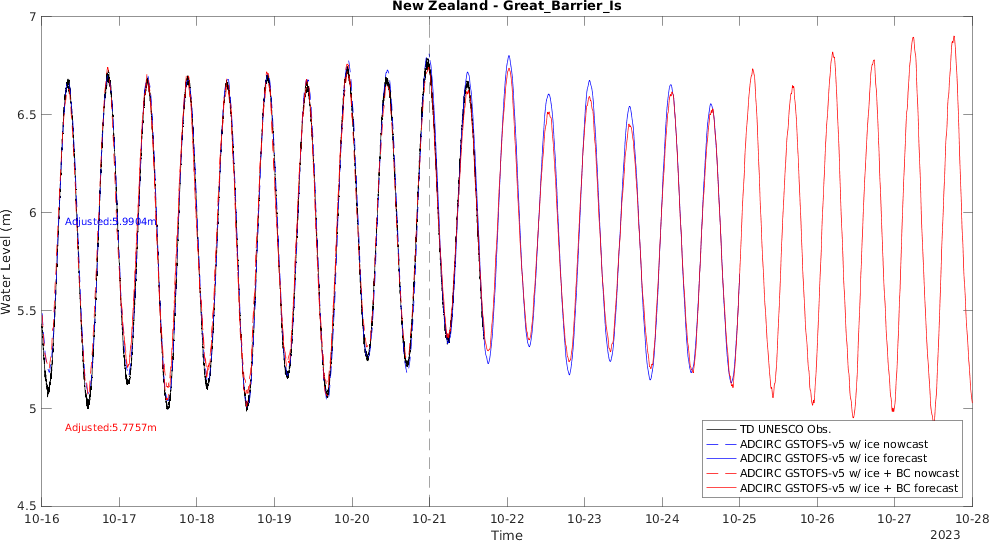 New Zealand - Great_Barrier_Is
7
6.5
6
5.5
5
4.5
Water Level (m)
Adjusted:5.9904m
Adjusted:5.7757m
TD UNESCO Obs.
ADCIRC GSTOFS-v5 w/ ice nowcast
ADCIRC GSTOFS-v5 w/ ice forecast
ADCIRC GSTOFS-v5 w/ ice + BC nowcast
ADCIRC GSTOFS-v5 w/ ice + BC forecast
10-16 10-17 10-18 10-19 10-20 10-21 10-22 10-23 10-24 10-25 10-26 10-27 10-28
Time
2023